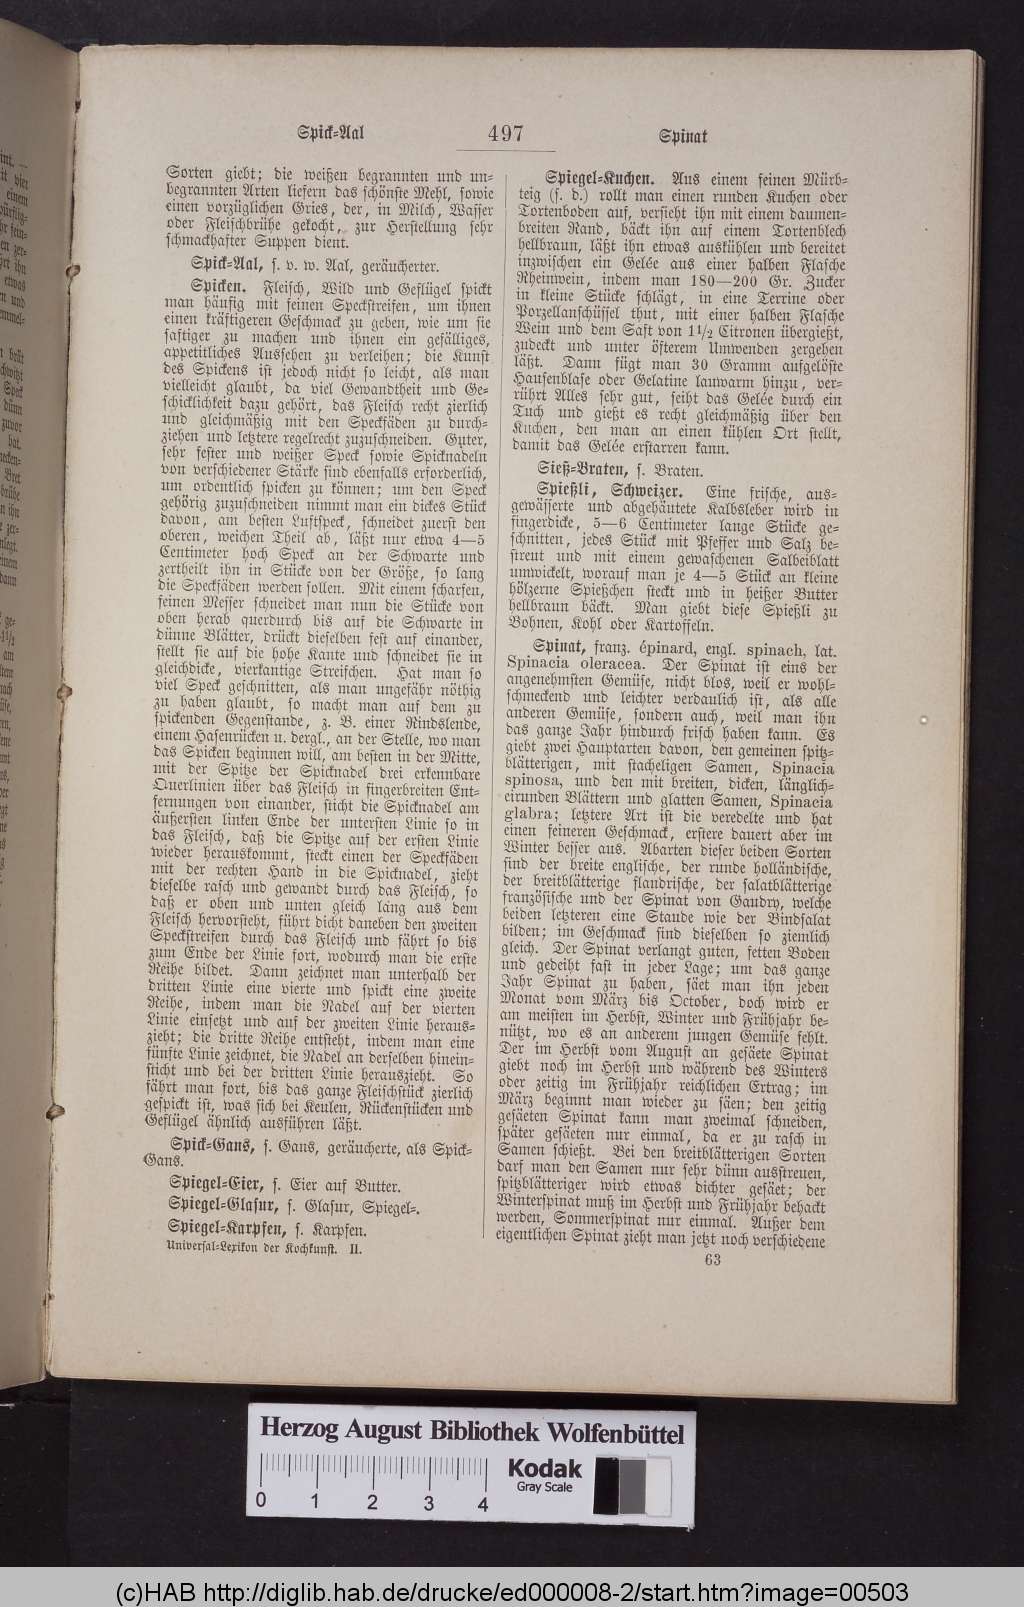 Spick-Aal
497
Spinat
Sorten giebt; die weißen begrannten und un-
begrannten Arten liefern das schönste Mehl, sowie
einen vorzüglichen Gries, der, in Milch, Wasser
oder Fleischbrühe gekocht, zur Herstellung sehr
schmackhafter Suppen dient.
Spick-Aal, s. v. w. Aal, geräucherter.
Spicken. Fleisch, Wild und Geflügel spickt
man häufig mit feinen Speckstreifen, um ihnen
einen kräftigeren Geschmack zu geben, wie um sie
saftiger zu machen und ihnen ein gefälliges,
appetitliches Aussehen zu verleihen; die Kunst
des Spickens ist jedoch nicht so leicht, als man
vielleicht glaubt, da viel Gewandtheit und Ge-
schicklichkeit dazu gehört, das Fleisch recht zierlich
und gleichmäßig mit den Speckfäden zu durch-
ziehen und letztere regelrecht zuzuschneiden. Guter,
sehr fester und weißer Speck sowie Spicknadeln
von verschiedener Stärke sind ebenfalls erforderlich,
um ordentlich spicken zu können; um den Speck
gehörig zuzuschneiden nimmt man ein dickes Stück
davon, am besten Luftspeck, schneidet zuerst den
oberen, weichen Theil ab, läßt nur etwa 4—5
Centimeter hoch Speck an der Schwarte und
zertheilt ihn in Stücke von der Größe, so lang
die Speckfäden werden sollen. Mit einem scharfen,
feinen Messer schneidet man nun die Stücke von
oben herab querdurch bis auf die Schwarte in
dünne Blätter, drückt dieselben fest auf einander,
stellt sie auf die hohe Kante und schneidet sie in
gleichdicke, vierkantige Streifchen. Hat man so
viel Speck geschnitten, als man ungefähr nöthig
zu haben glaubt, so macht man auf dem zu
spickenden Gegenstande, z. B. einer Rindslende,
einem Hasenrücken u. dergl., an der Stelle, wo man
das Spicken beginnen will, am besten in der Mitte,
mit der Spitze der Spicknadel drei erkennbare
Querlinien über das Fleisch in fingerbreiten Ent-
fernungen von einander, sticht die Spicknadel am
äußersten linken Ende der untersten Linie so in
das Fleisch, daß die Spitze auf der ersten Linie
wieder herauskommt, steckt einen der Speckfäden
mit der rechten Hand in die Spicknadel, zieht
dieselbe rasch und gewandt durch das Fleisch, so
daß er oben und unten gleich lang aus dem
Fleisch hervorsteht, führt dicht daneben den zweiten
Speckstreifen durch das Fleisch und fährt so bis
zum Ende der Linie fort, wodurch man die erste
Reihe bildet. Dann zeichnet man unterhalb der
dritten Linie eine vierte und spickt eine zweite
Reihe, indem man die Nadel auf der vierten
Linie einsetzt und auf der zweiten Linie heraus-
zieht; die dritte Reihe entsteht, indem man eine
fünfte Linie zeichnet, die Nadel an derselben hinein-
sticht und bei der dritten Linie herauszieht. So
fährt man fort, bis das ganze Fleischstück zierlich
gespickt ist, was sich bei Keulen, Rückenstücken und
Geflügel ähnlich ausführen läßt.
Spick-Gans, s. Gans, geräucherte, als Spick-
Gans.
Spiegel-Eier, s. Eier auf Butter.
Spiegel-Glasur, s. Glasur, Spiegel-.
Spiegel-Karpfen, s. Karpfen.
Universal-Lexikon der Kochkunst. II.
Spiegel-Kuchen. Aus einem feinen Mürb-
teig (s. d.) rollt man einen runden Kuchen oder
Tortenboden auf, versieht ihn mit einem daumen-
breiten Rand, bäckt ihn auf einem Tortenblech
hellbraun, läßt ihn etwas auskühlen und bereitet
inzwischen ein Gelée aus einer halben Flasche
Rheinwein, indem man 180—200 Gr. Zucker
in kleine Stücke schlägt, in eine Terrine oder
Porzellanschüssel thut, mit einer halben Flasche
Wein und dem Saft von 1 1/2 Citronen übergießt,
zudeckt und unter öfterem Umwenden zergehen
läßt. Dann fügt man 30 Gramm aufgelöste
Hausenblase oder Gelatine lauwarm hinzu, ver-
rührt Alles sehr gut, seiht das Gelée durch ein
Tuch und gießt es recht gleichmäßig über den
Kuchen, den man an einen kühlen Ort stellt,
damit das Gelée erstarren kann.
Sieß-Braten, s. Braten.
Spießli, Schweizer. Eine frische, aus-
gewässerte und abgehäutete Kalbsleber wird in
fingerdicke, 5—6 Centimeter lange Stücke ge-
schnitten, jedes Stück mit Pfeffer und Salz be-
streut und mit einem gewaschenen Salbeiblatt
umwickelt, worauf man je 4—5 Stück an kleine
hölzerne Spießchen steckt und in heißer Butter
hellbraun bäckt. Man giebt diese Spießli zu
Bohnen, Kohl oder Kartoffeln.
Spinat, franz. épinard, engl. spinach, lat.
Spinacia oleracea. Der Spinat ist eins der
angenehmsten Gemüse, nicht blos, weil er wohl-
schmeckend und leichter verdaulich ist, als alle
anderen Gemüse, sondern auch, weil man ihn
das ganze Jahr hindurch frisch haben kann. Es
giebt zwei Hauptarten davon, den gemeinen spitz-
blätterigen, mit stacheligen Samen, Spinacia
spinosa, und den mit breiten, dicken, länglich-
eirunden Blättern und glatten Samen, Spinacia
glabra; letztere Art ist die veredelte und hat
einen feineren Geschmack, erstere dauert aber im
Winter besser aus. Abarten dieser beiden Sorten
sind der breite englische, der runde holländische,
der breitblätterige flandrische, der salatblätterige
französische und der Spinat von Gaudry, welche
beiden letzteren eine Staude wie der Bindsalat
bilden; im Geschmack sind dieselben so ziemlich
gleich. Der Spinat verlangt guten, fetten Boden
und gedeiht fast in jeder Lage; um das ganze
Jahr Spinat zu haben, säet man ihn jeden
Monat vom März bis October, doch wird er
am meisten im Herbst, Winter und Frühjahr be-
nützt, wo es an anderem jungen Gemüse fehlt.
Der im Herbst vom August an gesäete Spinat
giebt noch im Herbst und während des Winters
oder zeitig im Frühjahr reichlichen Ertrag; im
März beginnt man wieder zu säen; den zeitig
gesäeten Spinat kann man zweimal schneiden,
später gesäeten nur einmal, da er zu rasch in
Samen schießt. Bei den breitblätterigen Sorten
darf man den Samen nur sehr dünn ausstreuen,
spitzblätteriger wird etwas dichter gesäet; der
Winterspinat muß im Herbst und Frühjahr behackt
werden, Sommerspinat nur einmal. Außer dem
eigentlichen Spinat zieht man jetzt noch verschiedene
63
Herzog August Bibliothek Wolfenbüttel
Kodak
Gray Scale
0 1 2 3 4
(c)HAB http://diglib.hab.de/drucke/ed000008-2/start.htm?image=00503